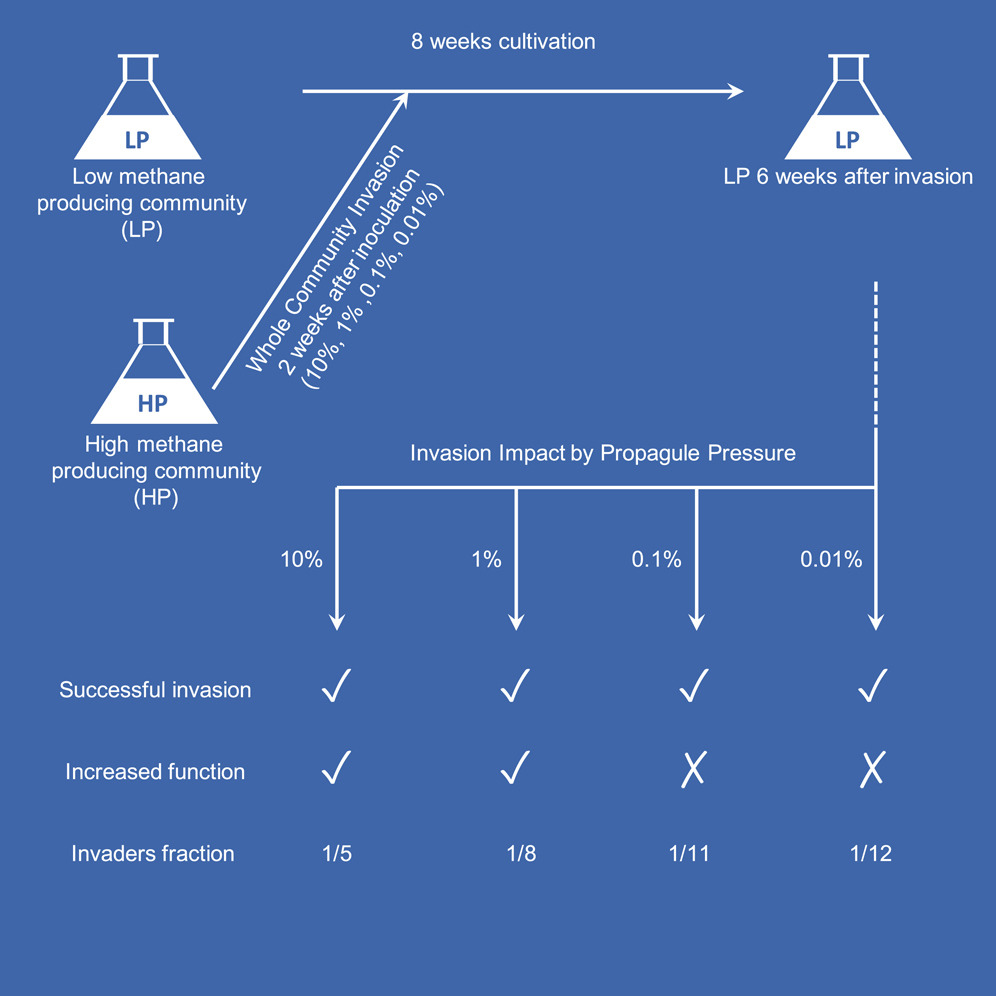 8 weeks cultivation
LP
Low methane
producing community
(LP)
LP
LP 6 weeks after invasion
Whole Community Invasion
2 weeks after inoculation
(10%, 1% ,0.1%, 0.01%)
HP
High methane
producing community
(HP)
Invasion Impact by Propagule Pressure
10% 1% 0.1% 0.01%
Successful invasion ✓ ✓ ✓ ✓
Increased function ✓ ✓ ✗ ✗
Invaders fraction 1/5 1/8 1/11 1/12